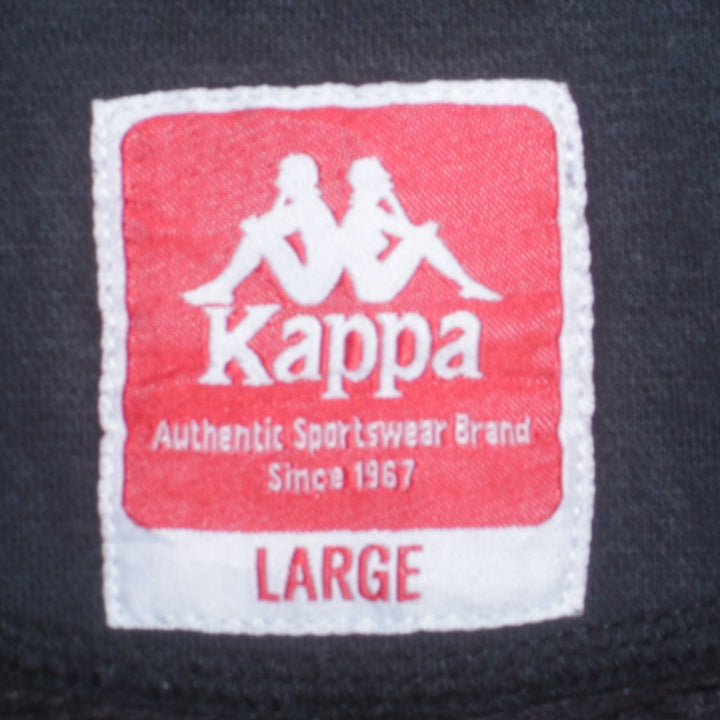 Kappa
Authentic Sportswear Brand
Since 1967
LARGE